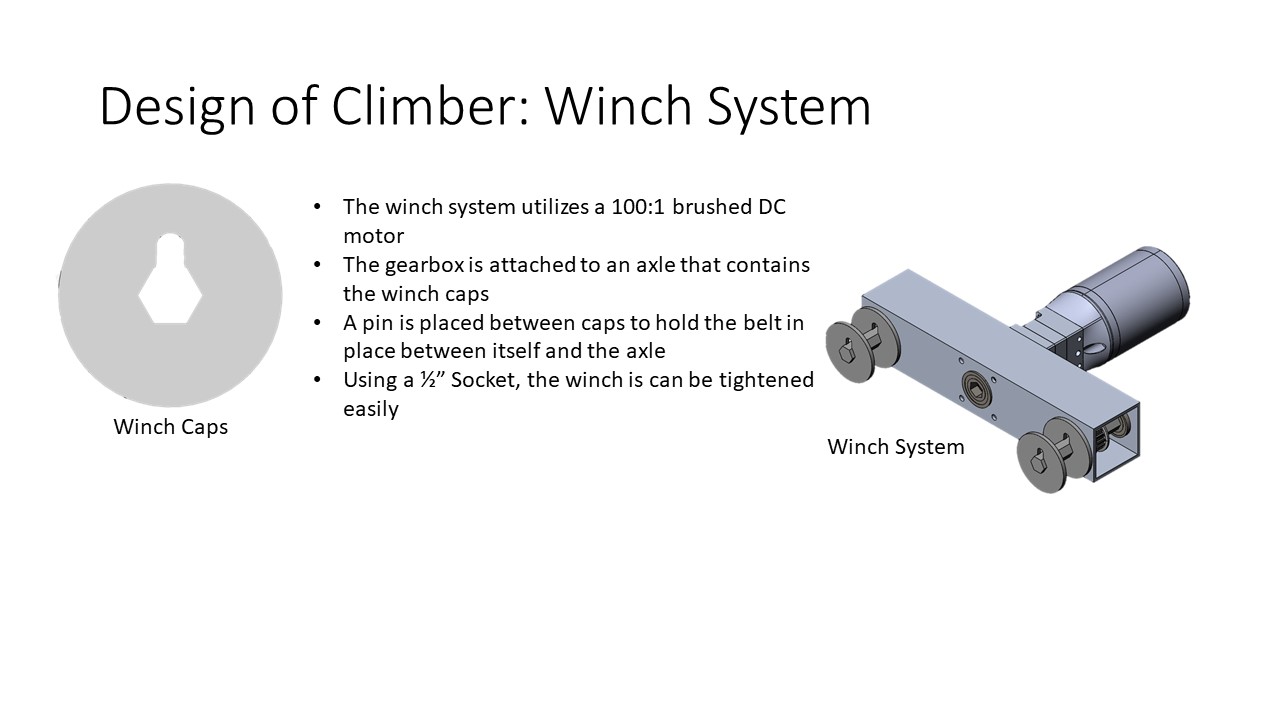 Design of Climber: Winch System
• The winch system utilizes a 100:1 brushed DC
motor
• The gearbox is attached to an axle that contains
the winch caps
• A pin is placed between caps to hold the belt in
place between itself and the axle
• Using a ½” Socket, the winch is can be tightened
easily
Winch Caps
Winch System